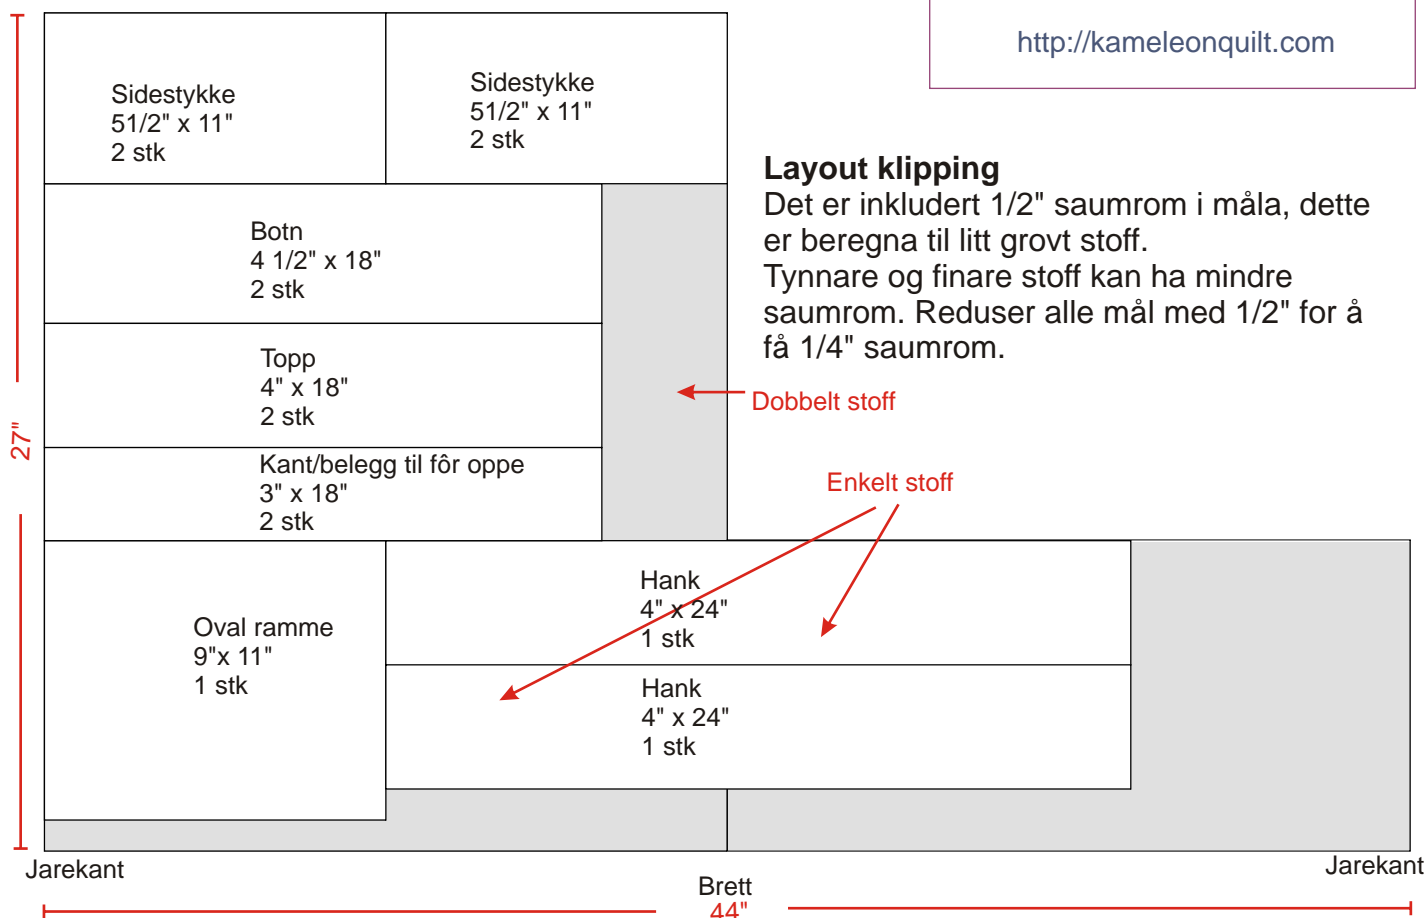 http://kameleonquilt.com
Sidestykke
51/2" x 11"
2 stk
Sidestykke
51/2" x 11"
2 stk
Layout klipping
Det er inkludert 1/2" saumrom i måla, dette
er beregna til litt grovt stoff.
Tynnare og finare stoff kan ha mindre
saumrom. Reduser alle mål med 1/2" for å
få 1/4" saumrom.
Botn
4 1/2" x 18"
2 stk
Topp
4" x 18"
2 stk
Dobbelt stoff
27"
Kant/belegg til fôr oppe
3" x 18"
2 stk
Enkelt stoff
Oval ramme
9"x 11"
1 stk
Hank
4" x 24"
1 stk
Hank
4" x 24"
1 stk
Jarekant
Brett
Jarekant
44"